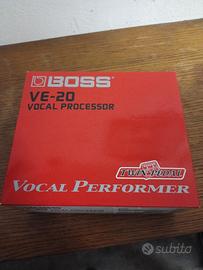 BOSS
VE-20
VOCAL PROCESSOR
TWIN PEDAL
VOCAL PERFORMER
subito